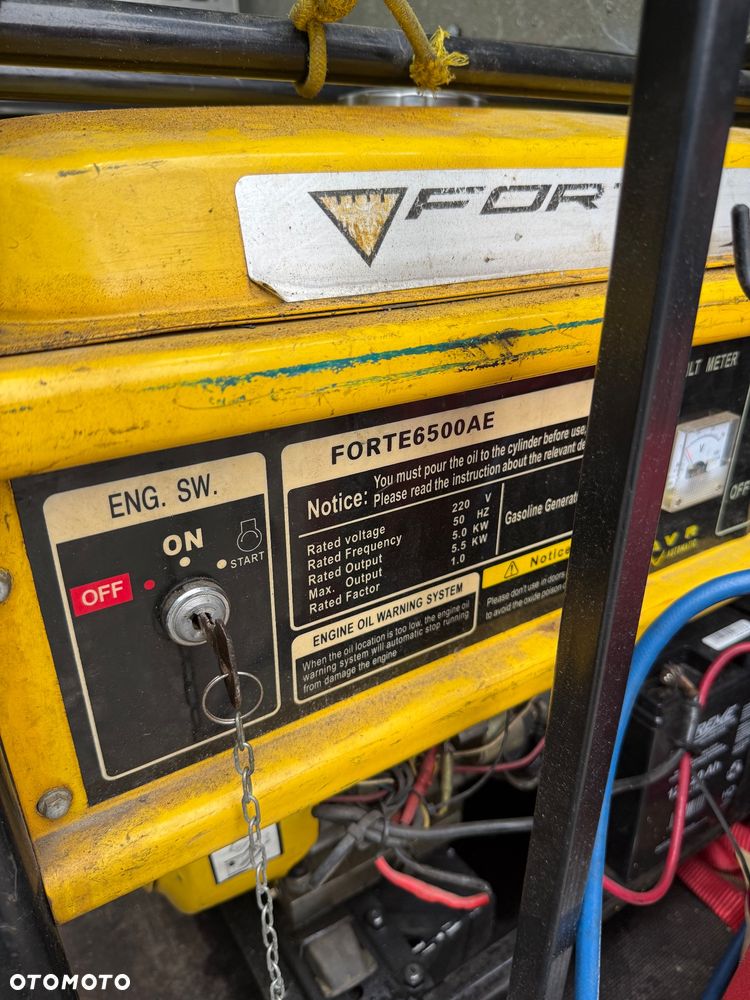 FOR
ULT METER
FORTE6500AE
Notice: You must pour the oil to the cylinder before use,
Please read the instruction about the relevant de
ENG. SW.
ON
START
OFF
Rated voltage 220 V
Rated Frequency 50 HZ
Rated Output 5.0 KW
Max. Output 5.5 KW
Rated Factor 1.0
Gasoline Generat
V
OFF
VR
AUTOMATIC
Notice
Please don't use in doors
to avoid the oxide poison
ENGINE OIL WARNING SYSTEM
When the oil location is too low, the engine oil
warning system will automatic stop running
from damage the engine
OTOMOTO